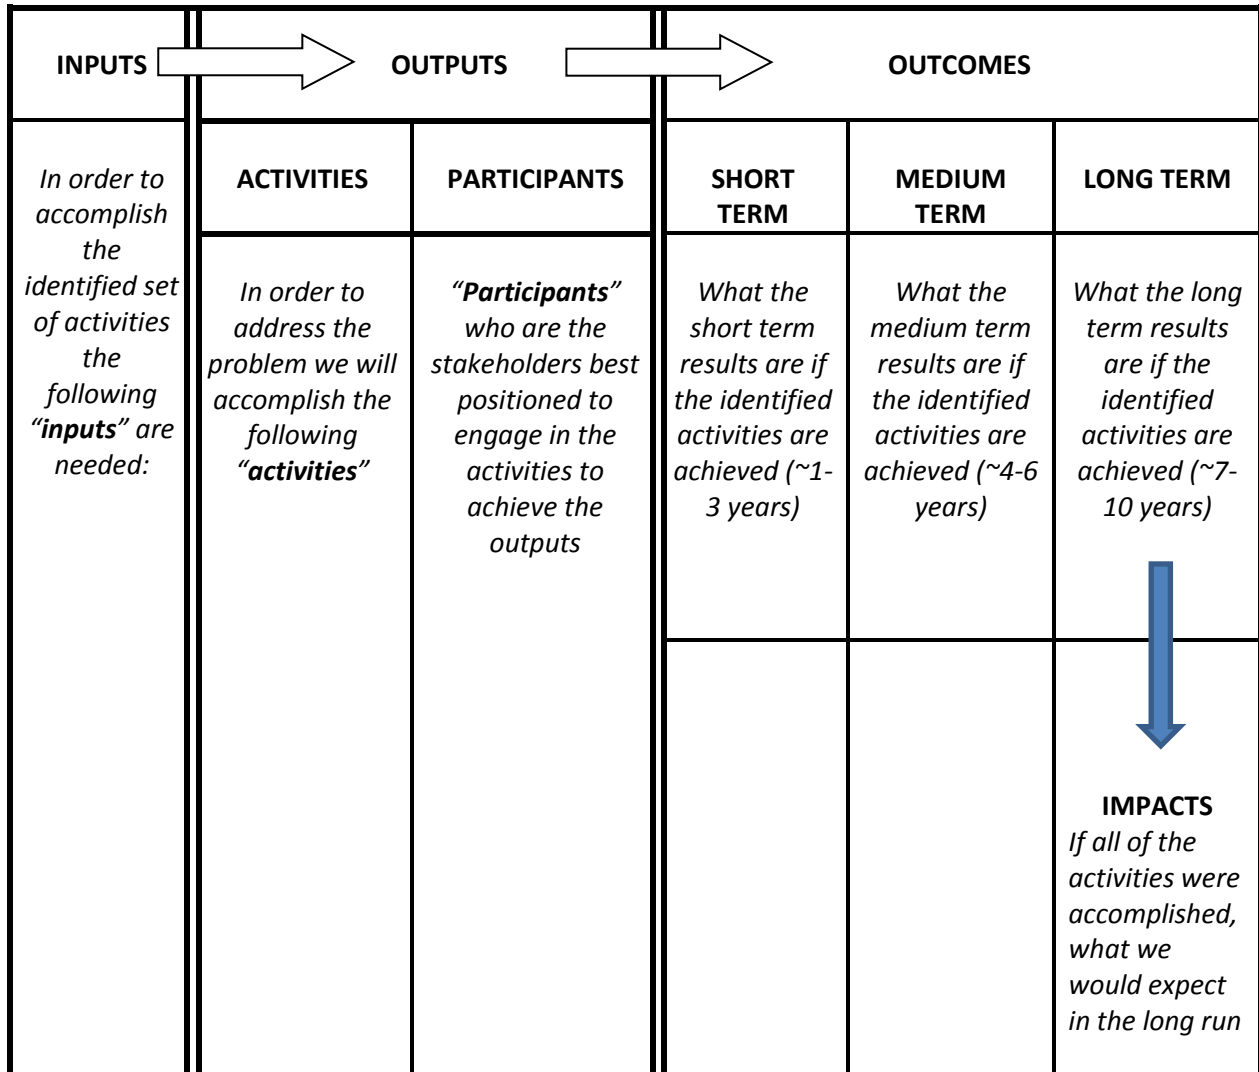 INPUTS
OUTPUTS
OUTCOMES
In order to
accomplish
the
identified set
of activities
the
following
“inputs” are
needed:
ACTIVITIES
In order to
address the
problem we will
accomplish the
following
“activities”
PARTICIPANTS
“Participants”
who are the
stakeholders best
positioned to
engage in the
activities to
achieve the
outputs
SHORT
TERM
What the
short term
results are if
the identified
activities are
achieved (~1-
3 years)
MEDIUM
TERM
What the
medium term
results are if
the identified
activities are
achieved (~4-6
years)
LONG TERM
What the long
term results
are if the
identified
activities are
achieved (~7-
10 years)
IMPACTS
If all of the
activities were
accomplished,
what we
would expect
in the long run